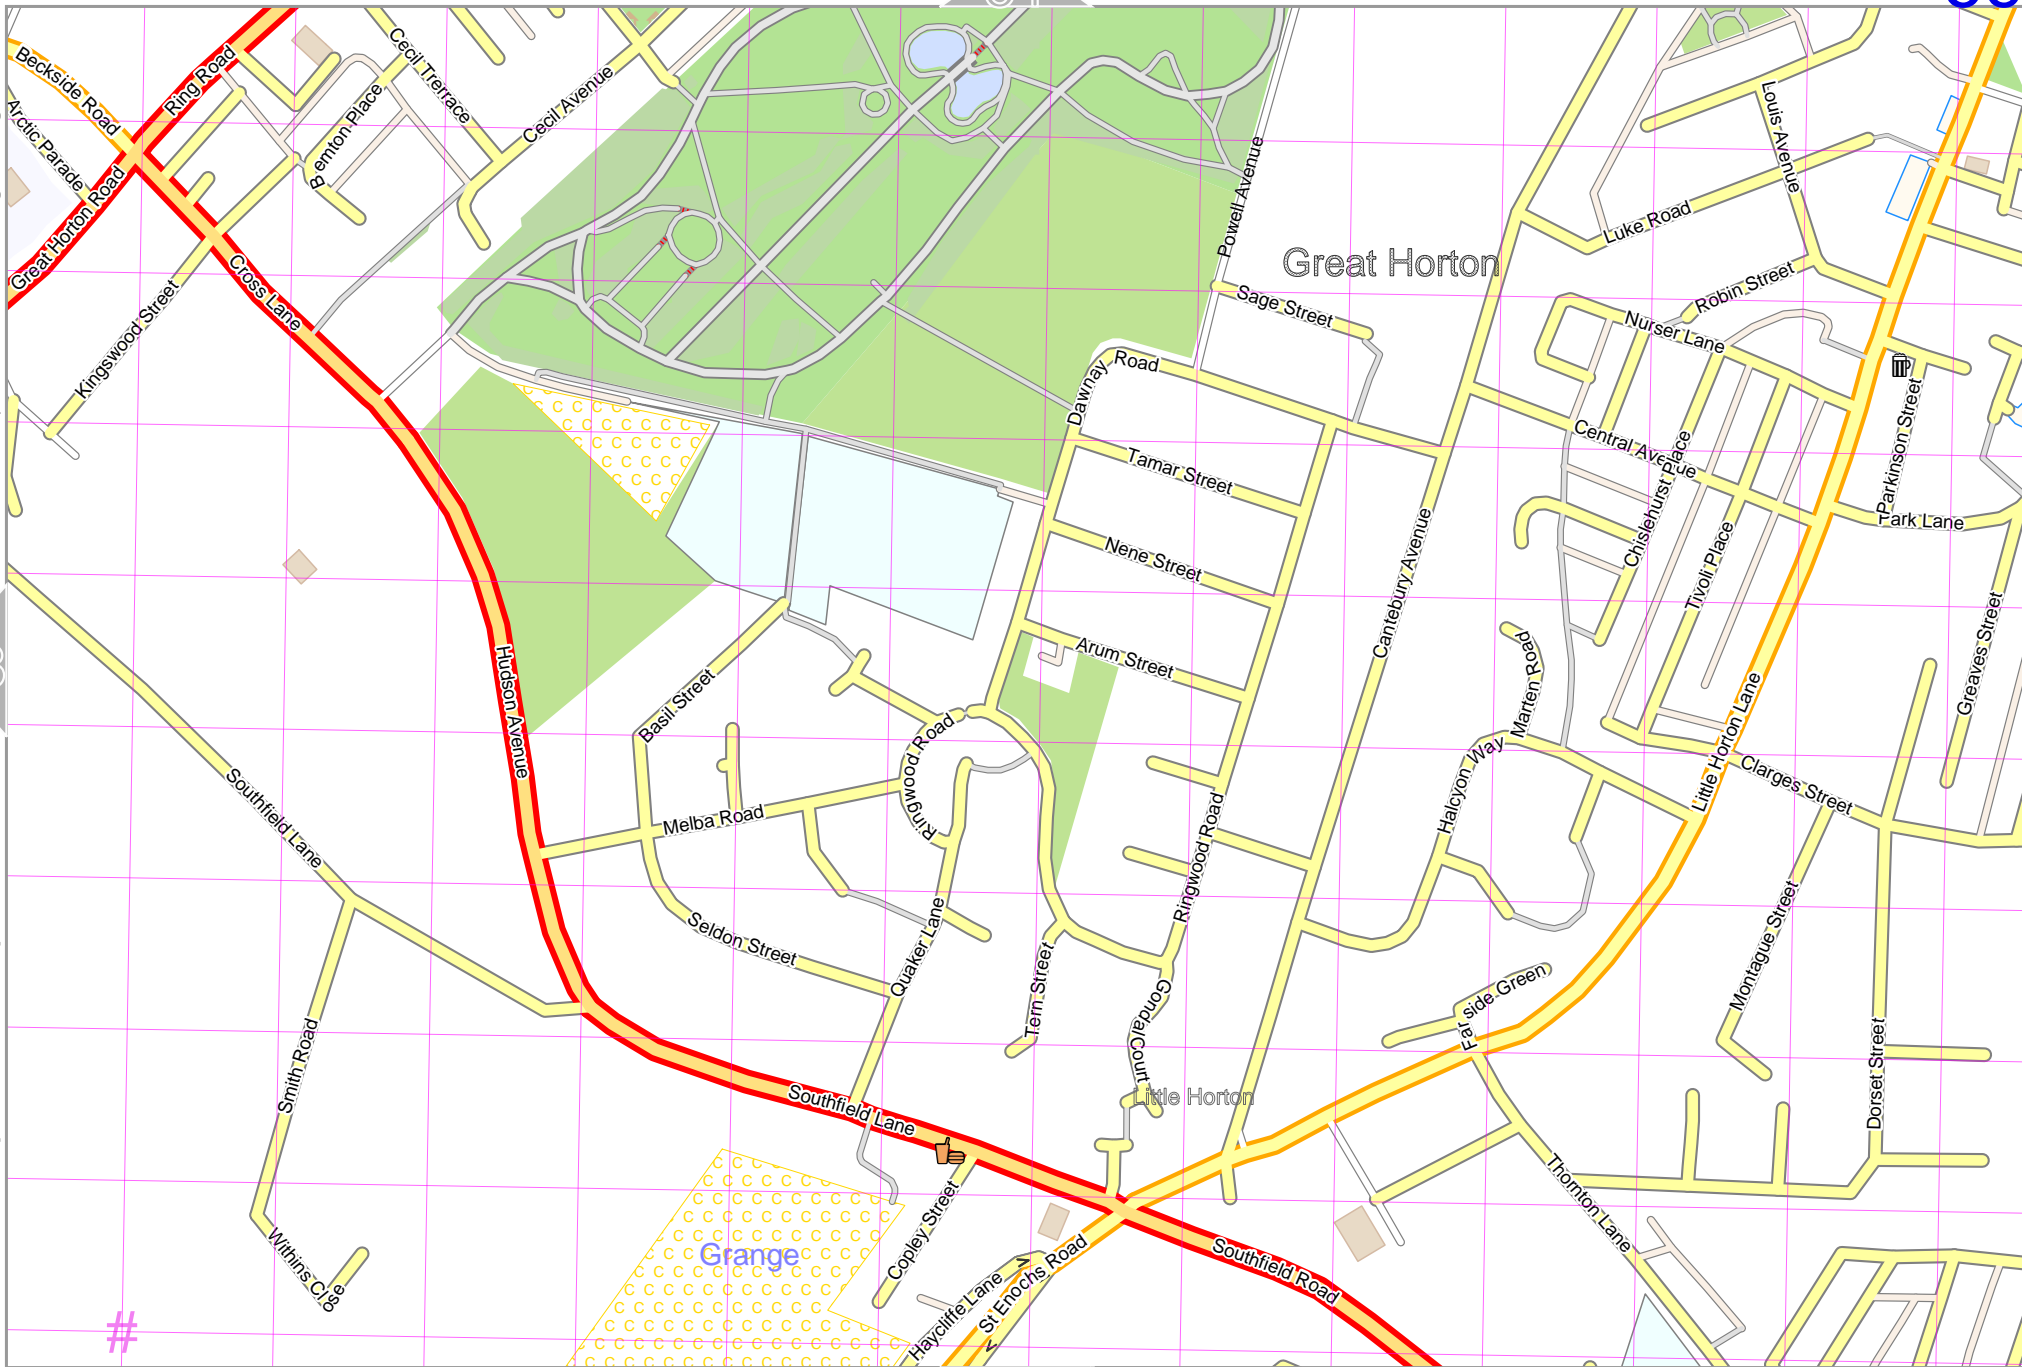 Beckside Road
Ring Road
Cecil Terrace
Cecil Avenue
Arctic Parade
Bemton Place
Great Horton Road
Kingswood Street
Cross Lane
Powell Avenue
Great Horton
Sage Street
Louis Avenue
Luke Road
Robin Street
Nurser Lane
Dawnay Road
Tamar Street
Nene Street
Arum Street
Cantebury Avenue
Central Avenue
Chislehurst Place
Tivoli Place
Parkinson Street
Park Lane
Greaves Street
Marten Road
Halcyon Way
Little Horton Lane
Clarges Street
Montague Street
Dorset Street
Hudson Avenue
Basil Street
Melba Road
Seldon Street
Ringwood Road
Ring
Quaker Lane
Tern Street
Ringwood Road
Gondal Court
Little Horton
Farside Green
Southfield Lane
Smith Road
Withins Close
Southfield Lane
Grange
Copley Street
Haycliffe Lane
St Enochs Road
Southfield Road
Thornton Lane
#